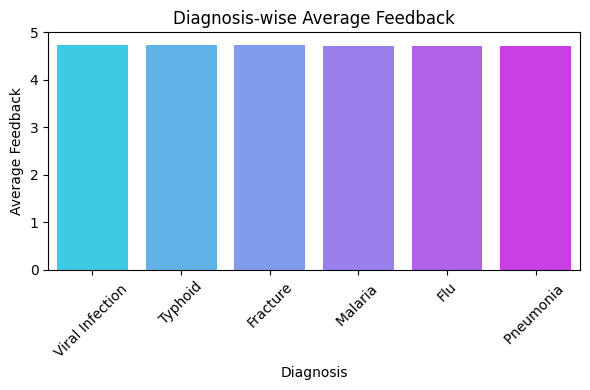 Diagnosis-wise Average Feedback
Average Feedback
5
4
3
2
1
0
Viral Infection
Typhoid
Fracture
Malaria
Flu
Pneumonia
Diagnosis